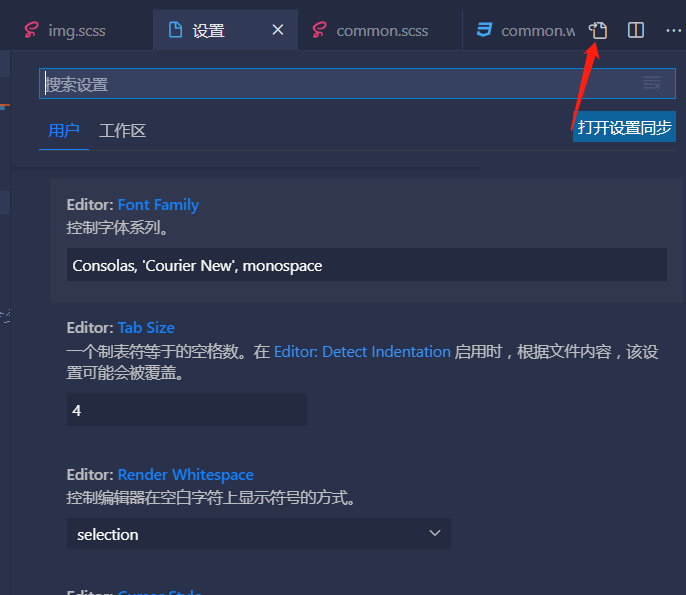 img.scss
设置
common.scss
common.w
搜索设置
用户
工作区
打开设置同步
Editor: Font Family
控制字体系列。
Consolas, 'Courier New', monospace
Editor: Tab Size
一个制表符等于的空格数。在 Editor: Detect Indentation 启用时，根据文件内容，该设
置可能会被覆盖。
4
Editor: Render Whitespace
控制编辑器在空白字符上显示符号的方式。
selection
Editor: Cursor Style